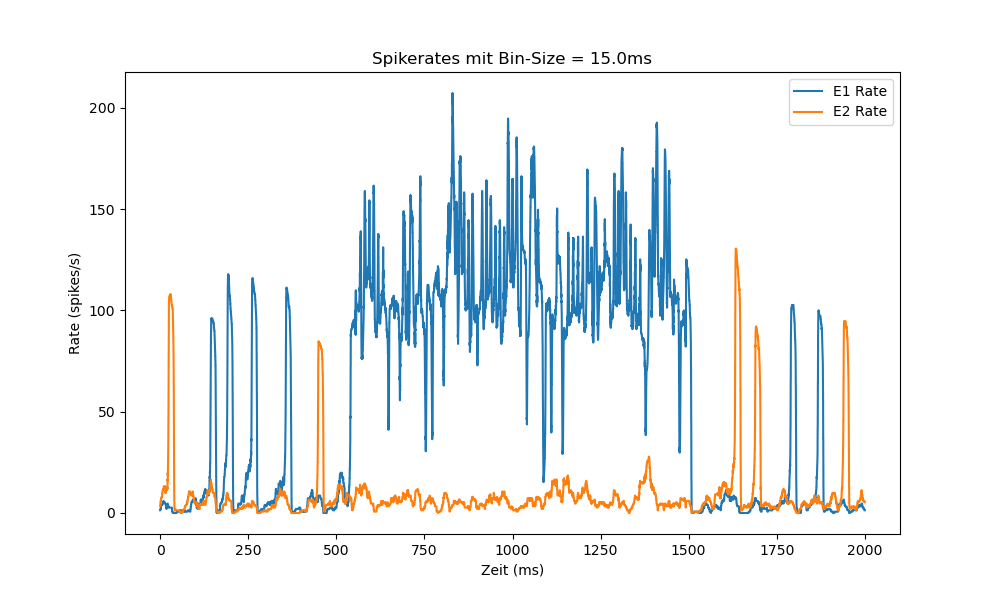 Spikerates mit Bin-Size = 15.0ms
E1 Rate
E2 Rate
200
150
100
50
0
Rate (spikes/s)
0 250 500 750 1000 1250 1500 1750 2000
Zeit (ms)